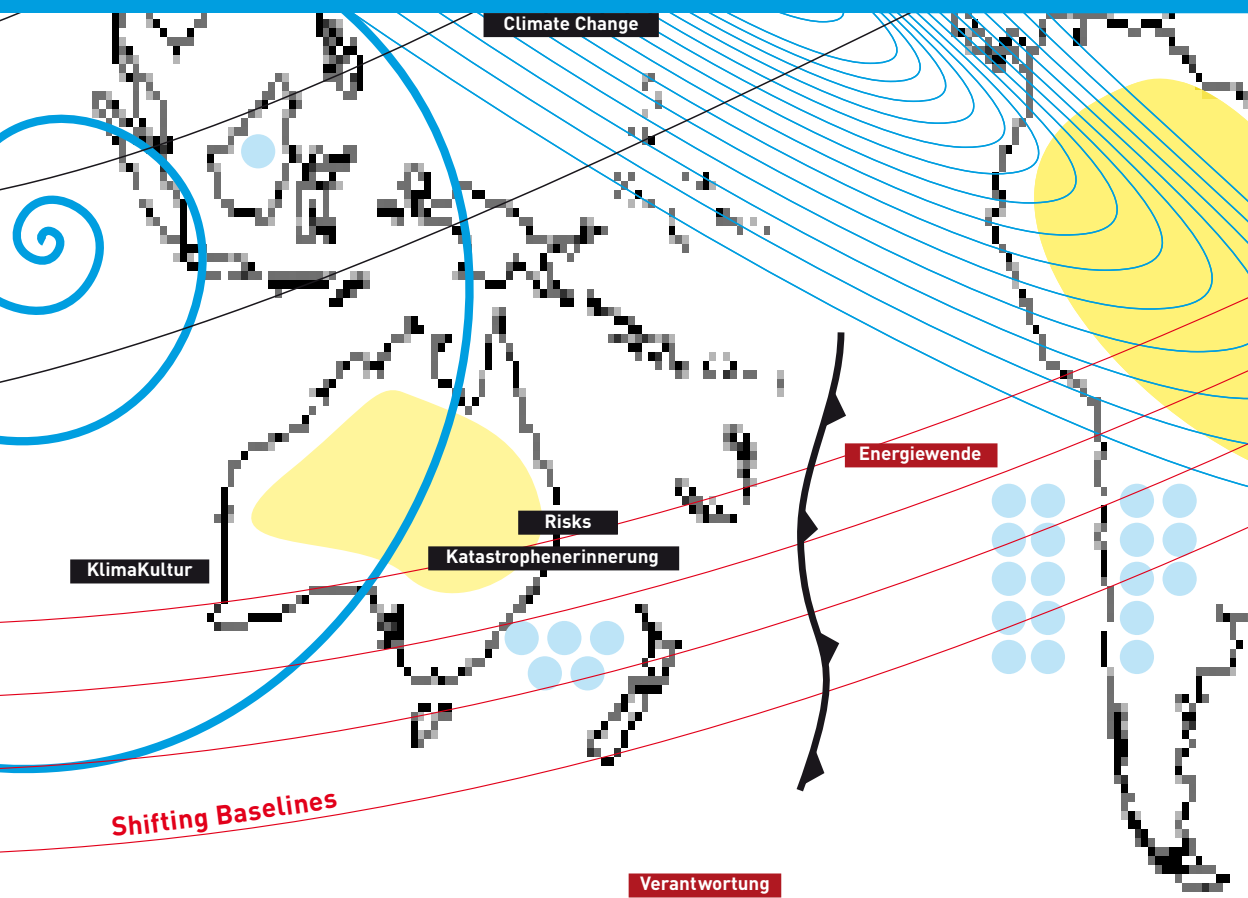 Climate Change
Energiewende
Risks
Katastrophenerinnerung
KlimaKultur
Shifting Baselines
Verantwortung